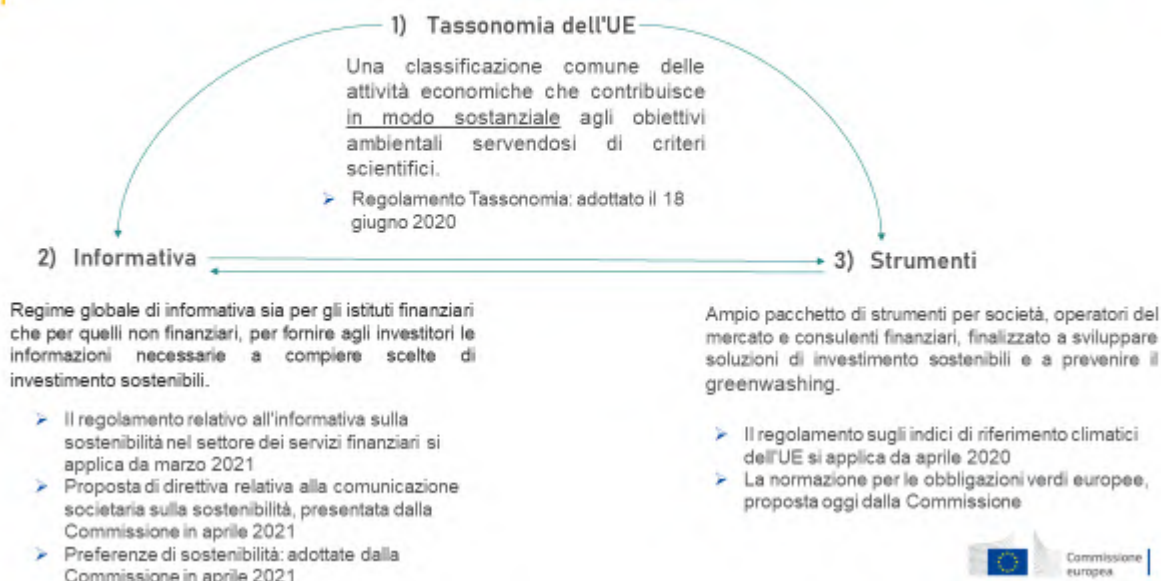 1) Tassonomia dell'UE
Una classificazione comune delle
attività economiche che contribuisce
in modo sostanziale agli obiettivi
ambientali servendosi di criteri
scientifici.
➢ Regolamento Tassonomia: adottato il 18
giugno 2020
2) Informativa
Regime globale di informativa sia per gli istituti finanziari
che per quelli non finanziari, per fornire agli investitori le
informazioni necessarie a compiere scelte di
investimento sostenibili.
➢ Il regolamento relativo all'informativa sulla
sostenibilità nel settore dei servizi finanziari si
applica da marzo 2021
➢ Proposta di direttiva relativa alla comunicazione
societaria sulla sostenibilità, presentata dalla
Commissione in aprile 2021
➢ Preferenze di sostenibilità: adottate dalla
Commissione in aprile 2021
3) Strumenti
Ampio pacchetto di strumenti per società, operatori del
mercato e consulenti finanziari, finalizzato a sviluppare
soluzioni di investimento sostenibili e a prevenire il
greenwashing.
➢ Il regolamento sugli indici di riferimento climatici
dell'UE si applica da aprile 2020
➢ La normazione per le obbligazioni verdi europee,
proposta oggi dalla Commissione
Commissione
europea